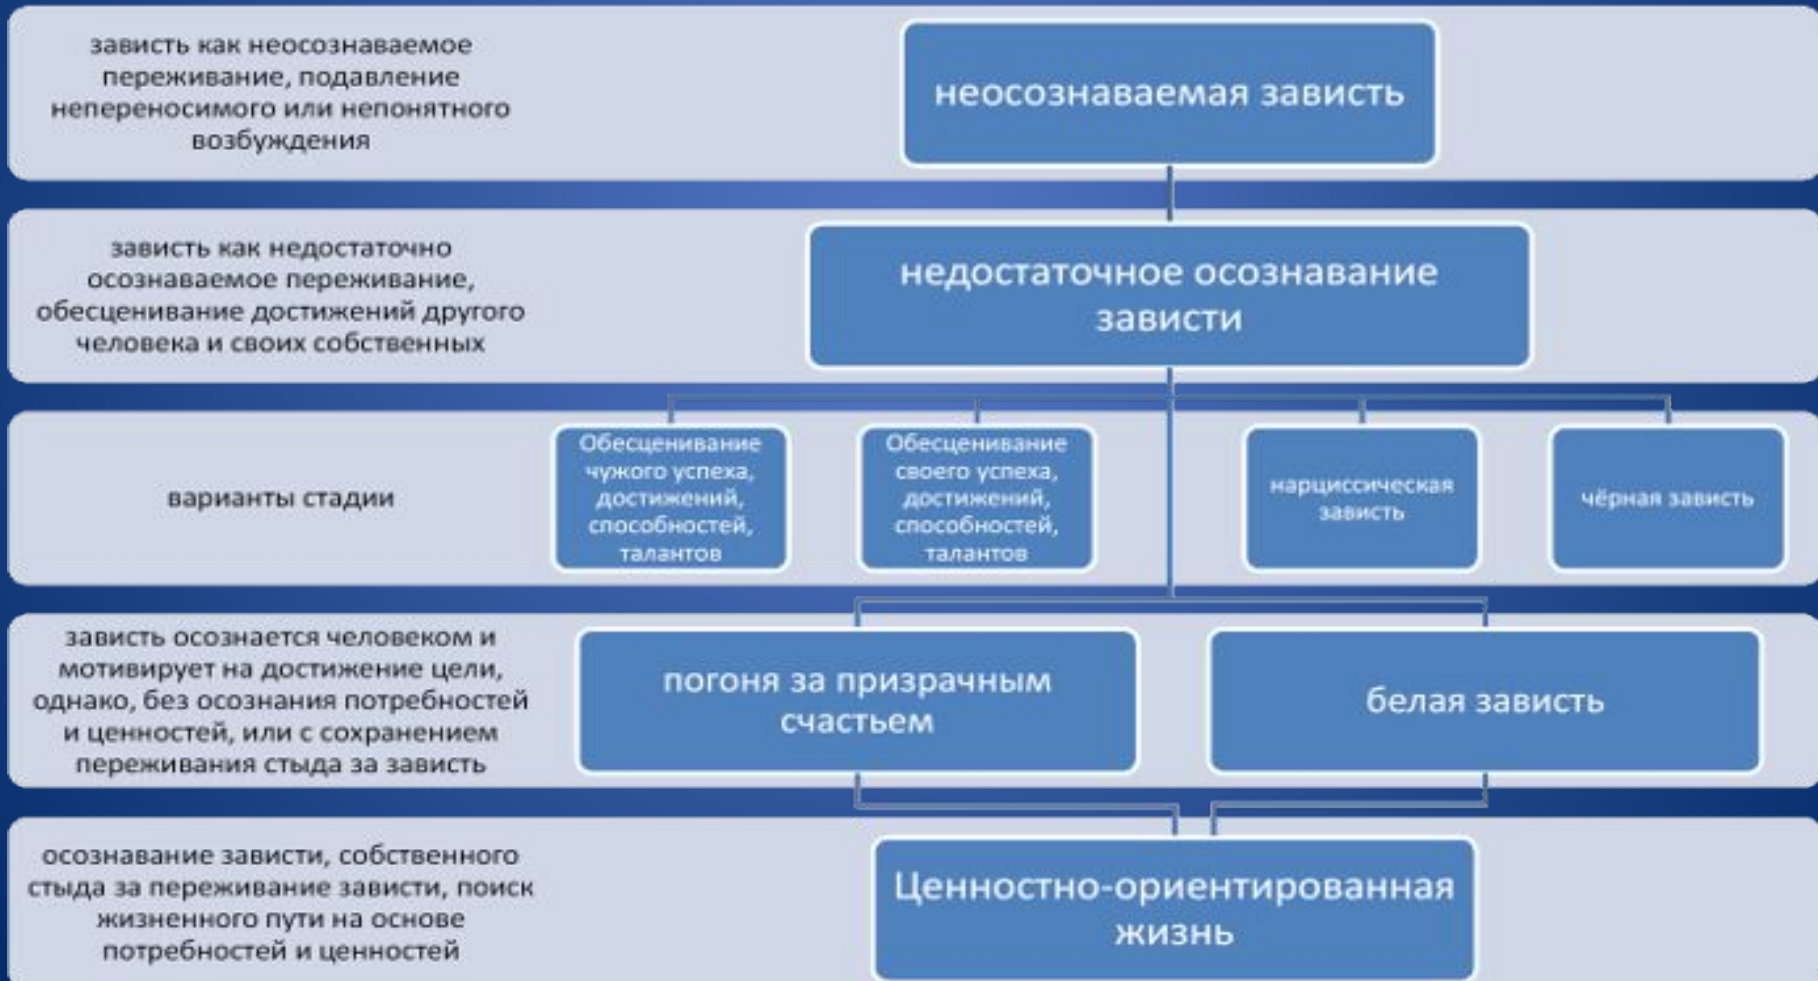 зависть как неосознаваемое
переживание, подавление
непереносимого или непонятного
возбуждения
неосознаваемая зависть
зависть как недостаточно
осознаваемое переживание,
обесценивание достижений другого
человека и своих собственных
недостаточное осознавание
зависти
варианты стадии
Обесценивание
чужого успеха,
достижений,
способностей,
талантов
Обесценивание
своего успеха,
достижений,
способностей,
талантов
нарциссическая
зависть
чёрная зависть
зависть осознается человеком и
мотивирует на достижение цели,
однако, без осознания потребностей
и ценностей, или с сохранением
переживания стыда за зависть
погоня за призрачным
счастьем
белая зависть
осознавание зависти, собственного
стыда за переживание зависти, поиск
жизненного пути на основе
потребностей и ценностей
Ценностно-ориентированная
жизнь